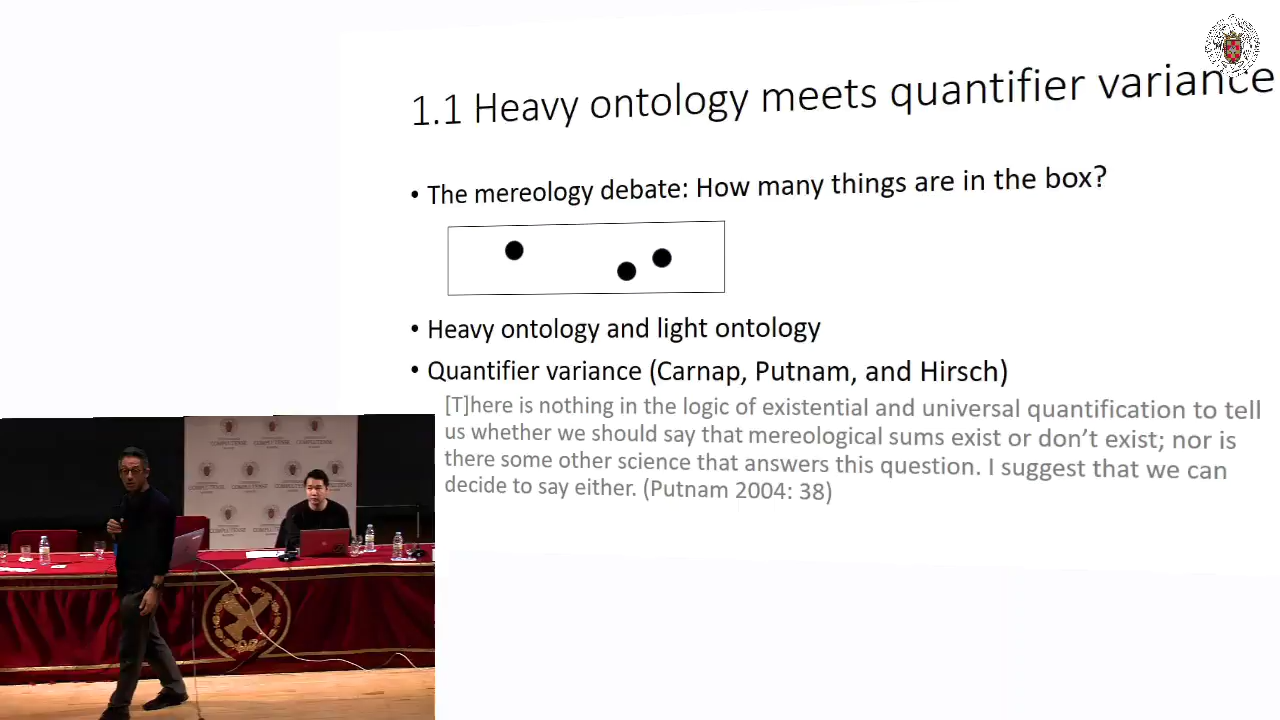 1.1 Heavy ontology meets quantifier variance
• The mereology debate: How many things are in the box?
• Heavy ontology and light ontology
• Quantifier variance (Carnap, Putnam, and Hirsch)
[T]here is nothing in the logic of existential and universal quantification to tell
us whether we should say that mereological sums exist or don’t exist; nor is
there some other science that answers this question. I suggest that we can
decide to say either. (Putnam 2004: 38)